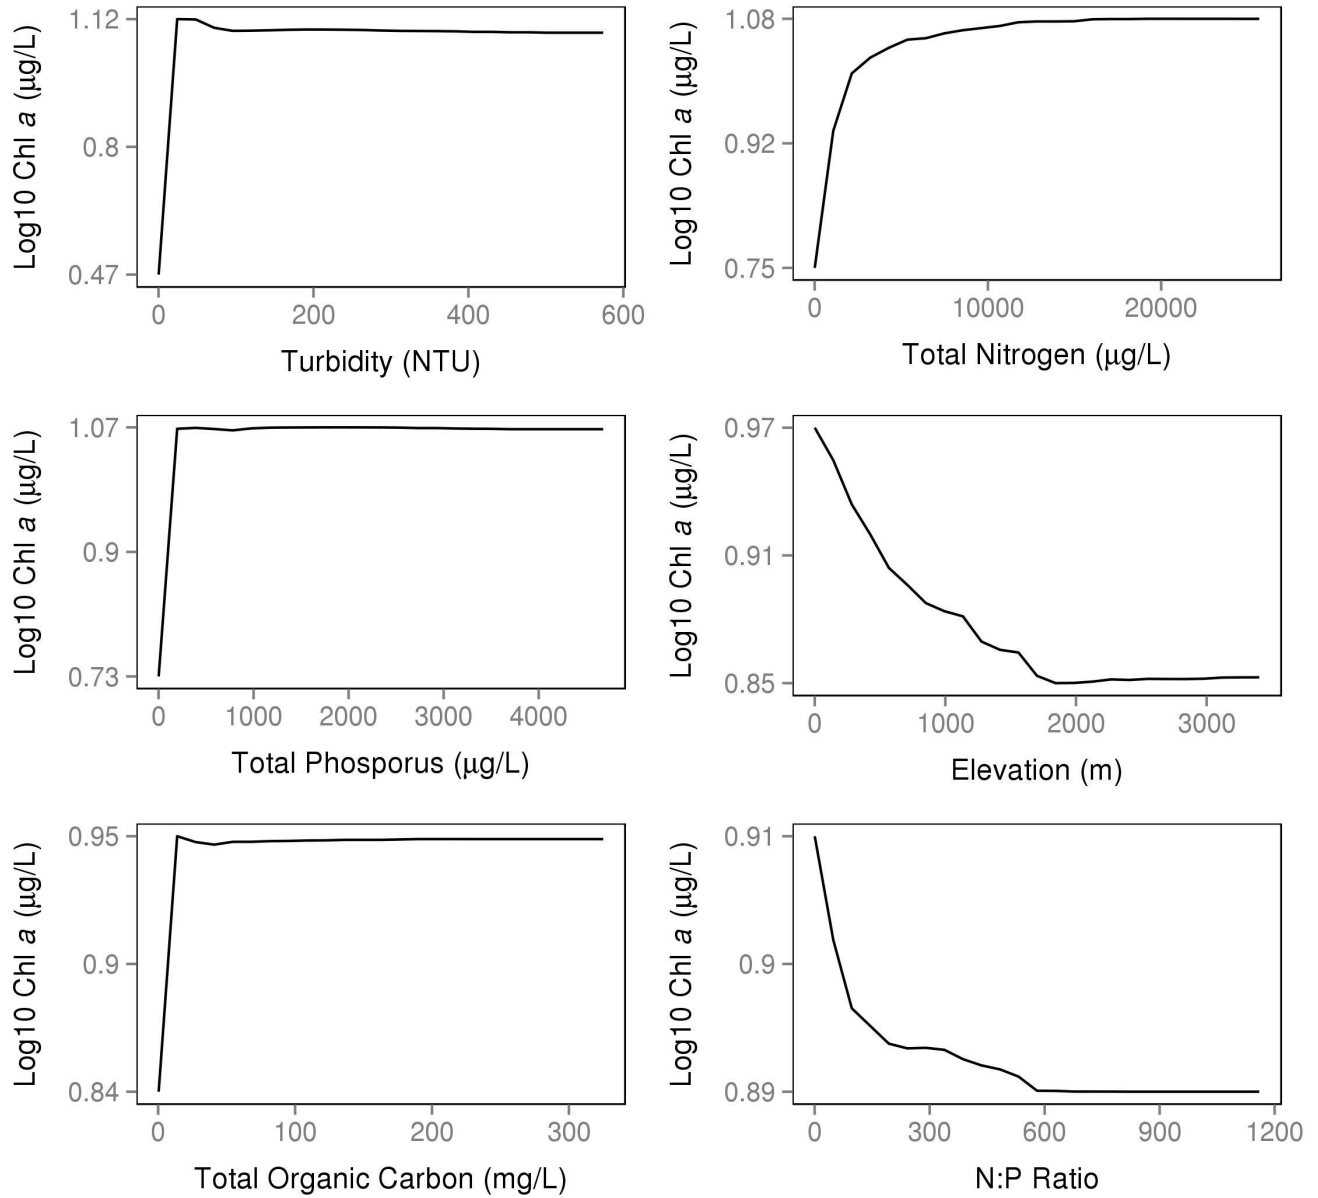 Log10 Chl a (μg/L)
1.12
0.8
0.47
0 200 400 600
Turbidity (NTU)
Log10 Chl a (μg/L)
1.08
0.92
0.75
0 10000 20000
Total Nitrogen (μg/L)
Log10 Chl a (μg/L)
1.07
0.9
0.73
0 1000 2000 3000 4000
Total Phosporus (μg/L)
Log10 Chl a (μg/L)
0.97
0.91
0.85
0 1000 2000 3000
Elevation (m)
Log10 Chl a (μg/L)
0.95
0.9
0.84
0 100 200 300
Total Organic Carbon (mg/L)
Log10 Chl a (μg/L)
0.91
0.9
0.89
0 300 600 900 1200
N:P Ratio